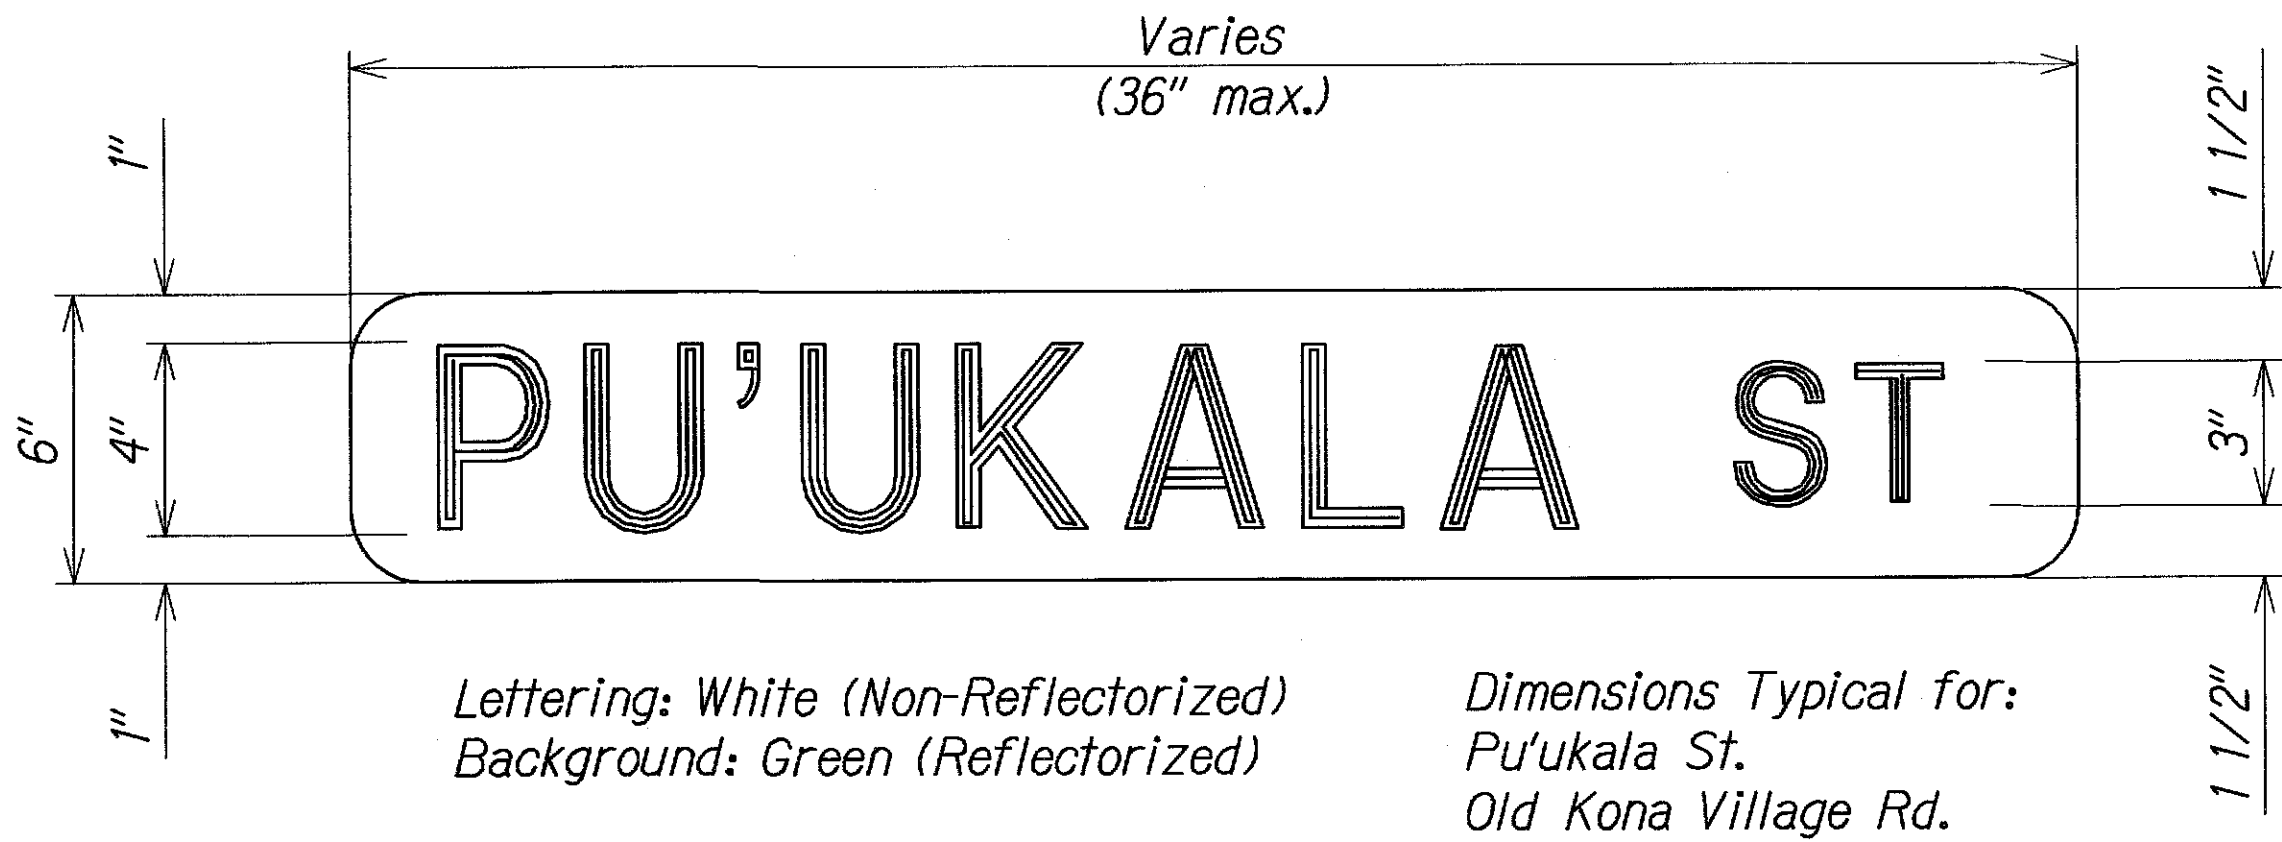 Varies
(36" max.)
1"
1 1/2"
6"
4"
PU'UKALA ST
3"
1"
1 1/2"
Lettering: White (Non-Reflectorized)
Background: Green (Reflectorized)
Dimensions Typical for:
Pu'ukala St.
Old Kona Village Rd.